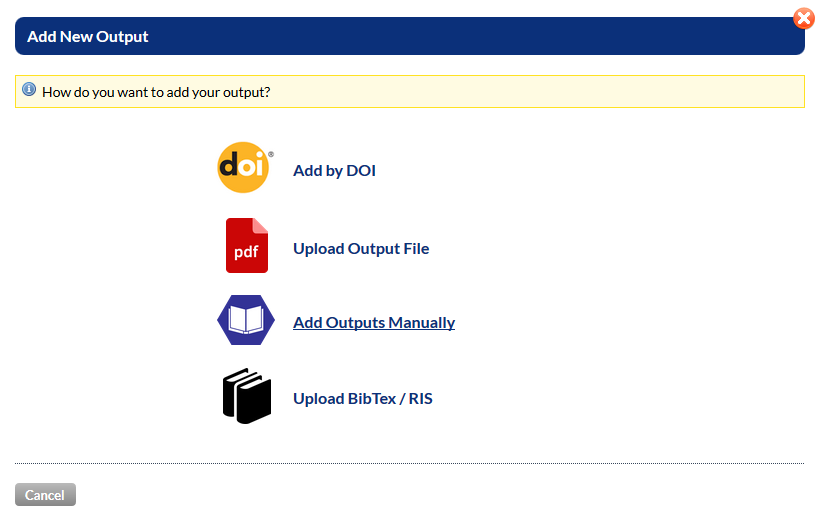 Add New Output
How do you want to add your output?
doi®
Add by DOI
pdf
Upload Output File
Add Outputs Manually
Upload BibTex / RIS
Cancel